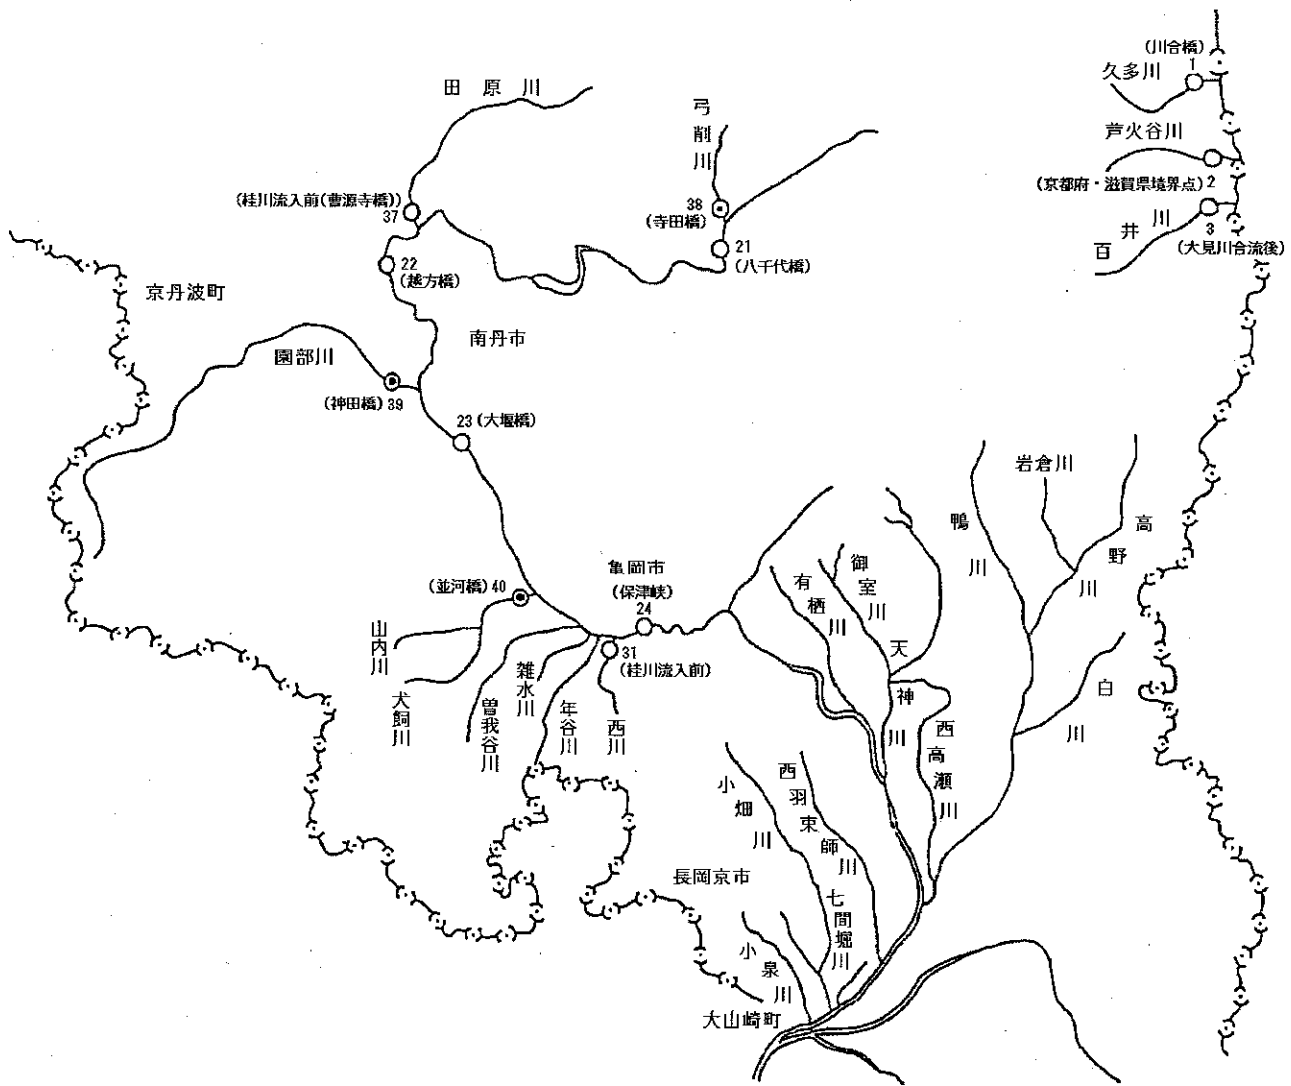 (川合橋)
1
久多川
田原川
弓削川
芦火谷川
(京都府・滋賀県境界点) 2
(桂川流入前(曹源寺橋))
37
38
(寺田橋)
百井川
3
(大見川合流後)
21
(八千代橋)
22
(越方橋)
京丹波町
南丹市
園部川
(神田橋) 39
23 (大堰橋)
岩倉川
鴨川
高野川
亀岡市
(保津峡)
24
御室川
有栖川
(並河橋) 40
山内川
犬飼川
曽我谷川
雑水川
年谷川
西川
31
(桂川流入前)
天神川
西高瀬川
白川
小畑川
西羽束師川
長岡京市
七間堀川
小泉川
大山崎町